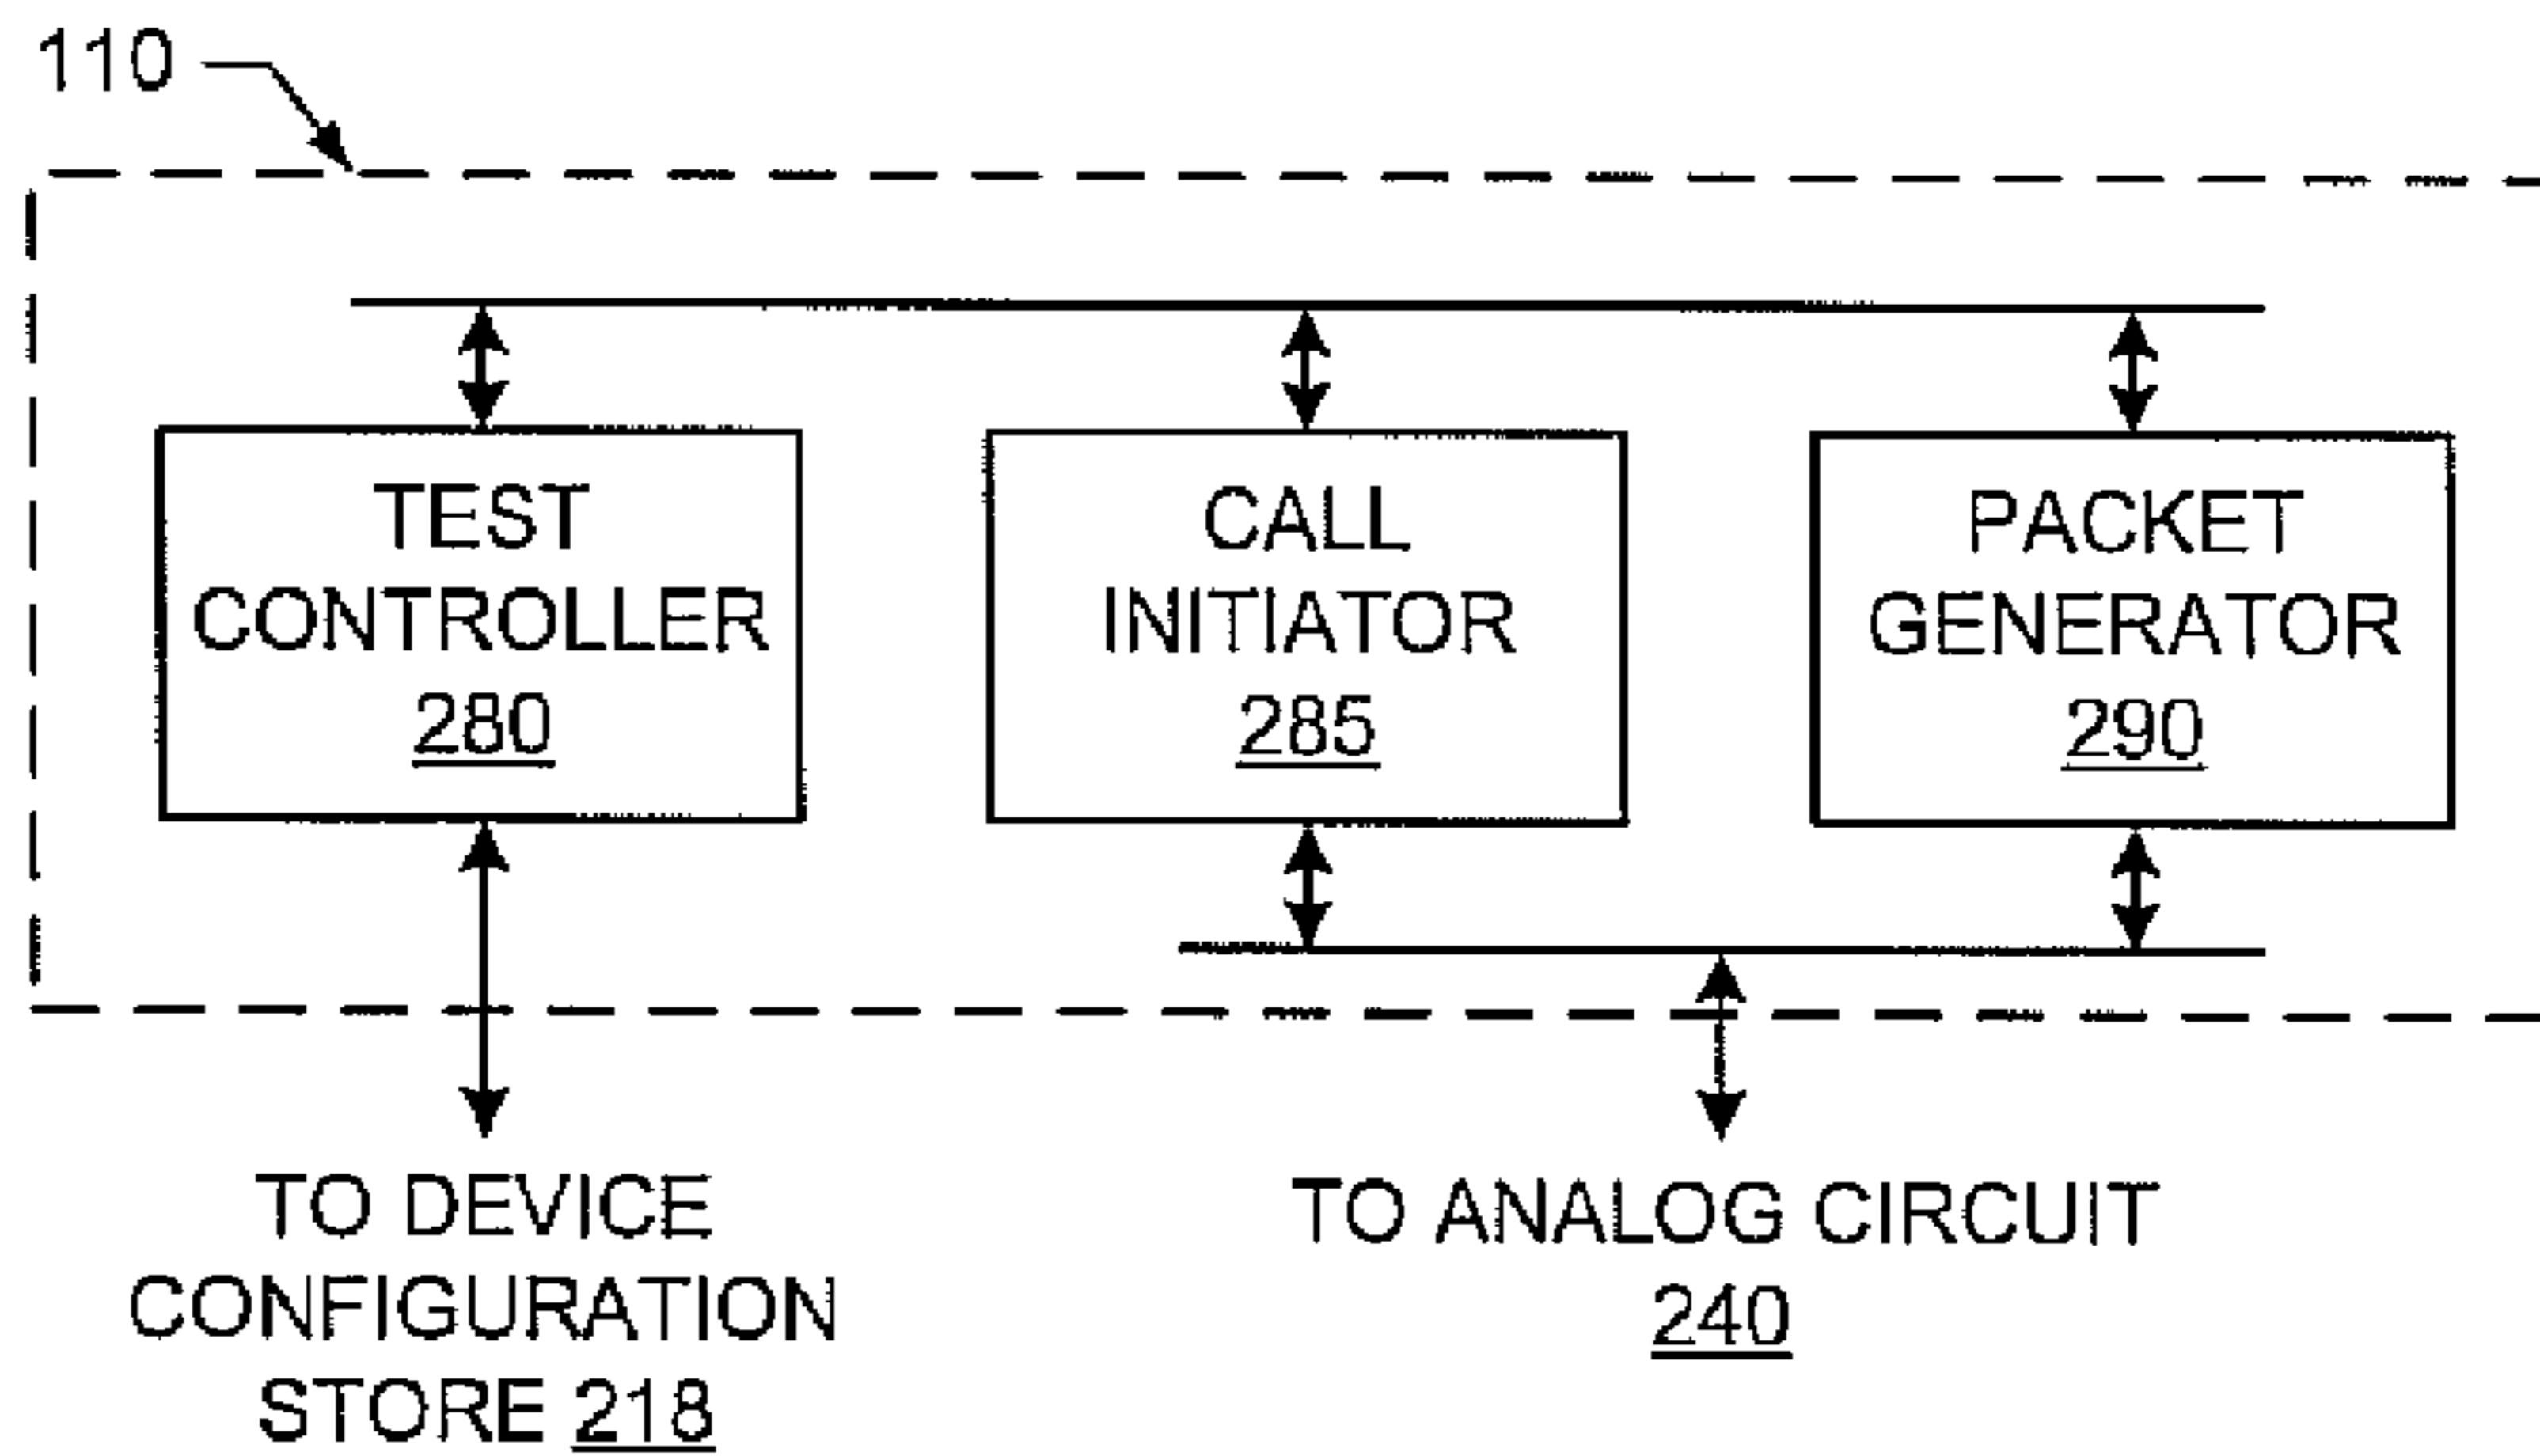 110
TEST
CONTROLLER
280
CALL
INITIATOR
285
PACKET
GENERATOR
290
TO DEVICE
CONFIGURATION
STORE 218
TO ANALOG CIRCUIT
240